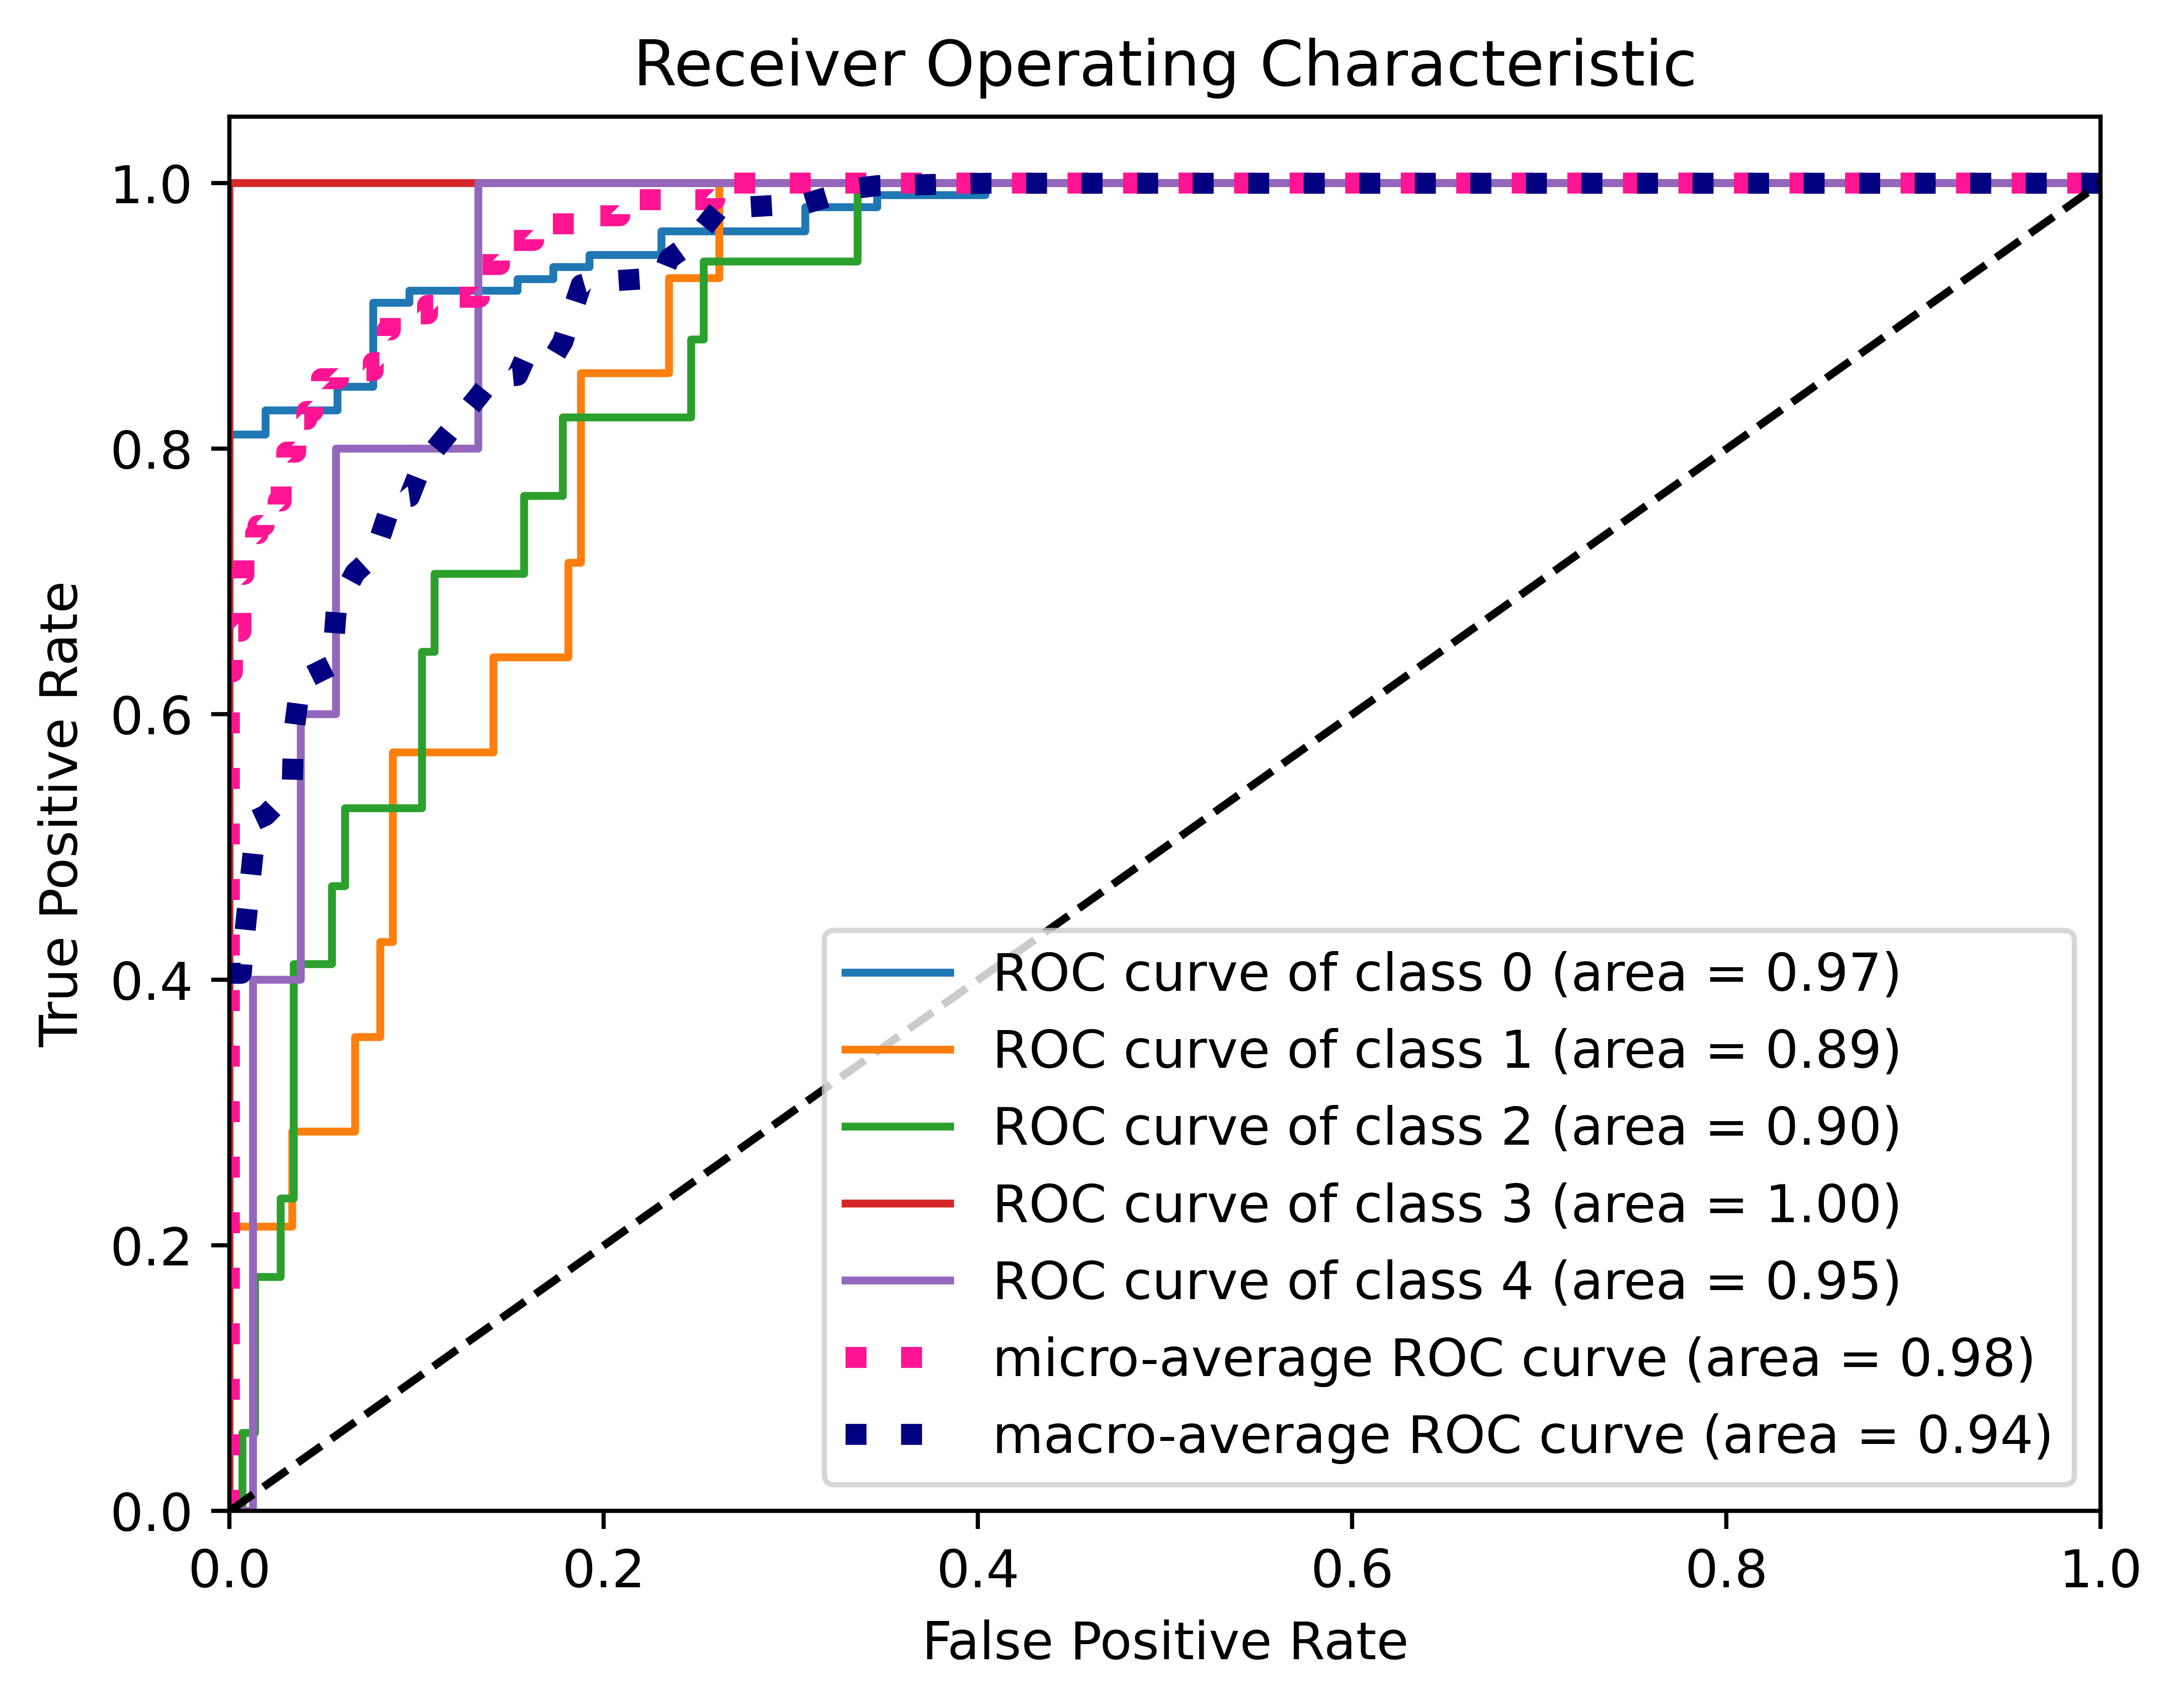 Receiver Operating Characteristic
1.0
0.8
0.6
0.4
0.2
0.0
True Positive Rate
ROC curve of class 0 (area = 0.97)
ROC curve of class 1 (area = 0.89)
ROC curve of class 2 (area = 0.90)
ROC curve of class 3 (area = 1.00)
ROC curve of class 4 (area = 0.95)
micro-average ROC curve (area = 0.98)
macro-average ROC curve (area = 0.94)
0.0 0.2 0.4 0.6 0.8 1.0
False Positive Rate